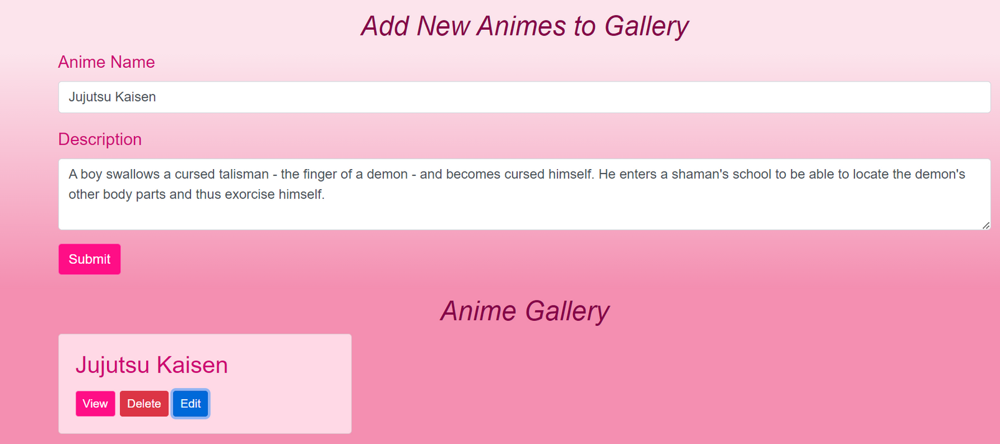 Add New Animes to Gallery
Anime Name
Jujutsu Kaisen
Description
A boy swallows a cursed talisman - the finger of a demon - and becomes cursed himself. He enters a shaman's school to be able to locate the demon's
other body parts and thus exorcise himself.
Submit
Anime Gallery
Jujutsu Kaisen
View Delete Edit